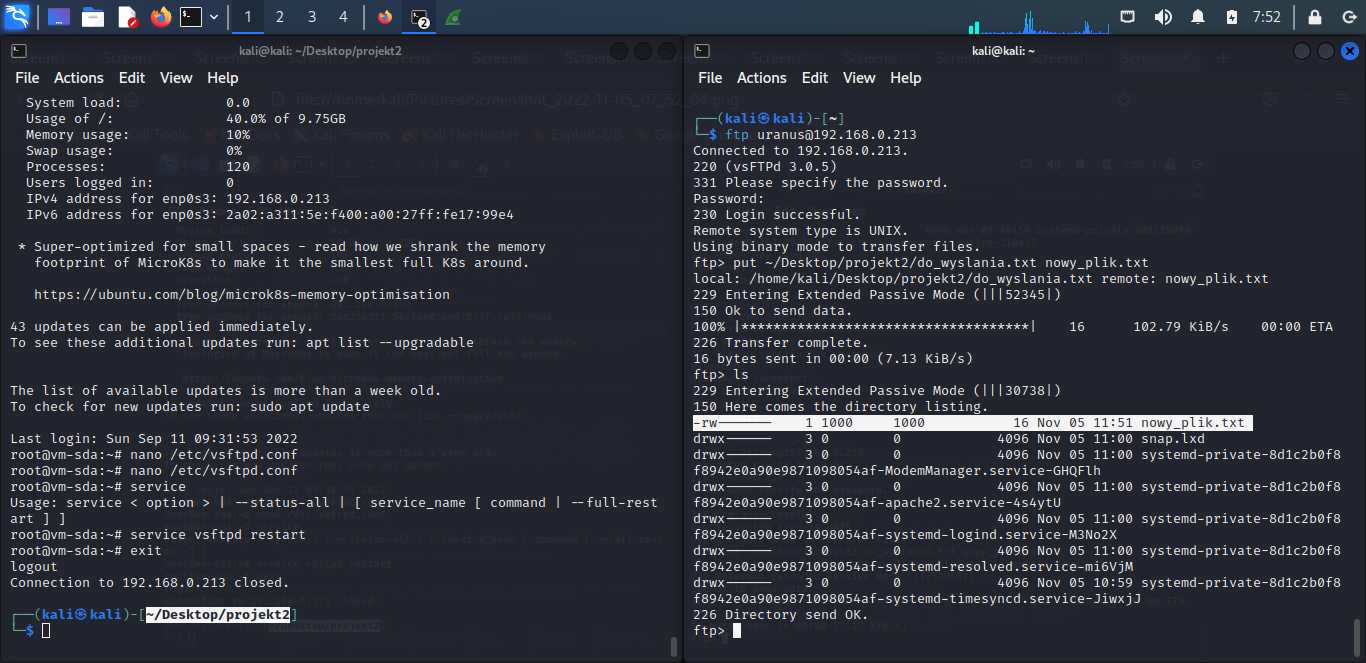 1 2 3 4 2 7:52
kali@kali: ~/Desktop/projekt2
File Actions Edit View Help
System load: 0.0
Usage of /: 40.0% of 9.75GB
Memory usage: 10%
Swap usage: 0%
Processes: 120
Users logged in: 0
IPv4 address for enp0s3: 192.168.0.213
IPv6 address for enp0s3: 2a02:a311:5e:f400:a00:27ff:fe17:99e4
* Super-optimized for small spaces - read how we shrank the memory
footprint of MicroK8s to make it the smallest full K8s around.
https://ubuntu.com/blog/microk8s-memory-optimisation
43 updates can be applied immediately.
To see these additional updates run: apt list --upgradable
The list of available updates is more than a week old.
To check for new updates run: sudo apt update
Last login: Sun Sep 11 09:31:53 2022
root@vm-sda:~# nano /etc/vsftpd.conf
root@vm-sda:~# nano /etc/vsftpd.conf
root@vm-sda:~# service
Usage: service < option > | --status-all | [ service_name [ command | --full-rest
art ] ]
root@vm-sda:~# service vsftpd restart
root@vm-sda:~# exit
logout
Connection to 192.168.0.213 closed.
┌──(kali㉿kali)-[~/Desktop/projekt2]
└─$
kali@kali: ~
File Actions Edit View Help
┌──(kali㉿kali)-[~]
└─$ ftp uranus@192.168.0.213
Connected to 192.168.0.213.
220 (vsFTPd 3.0.5)
331 Please specify the password.
Password:
230 Login successful.
Remote system type is UNIX.
Using binary mode to transfer files.
ftp> put ~/Desktop/projekt2/do_wyslania.txt nowy_plik.txt
local: /home/kali/Desktop/projekt2/do_wyslania.txt remote: nowy_plik.txt
229 Entering Extended Passive Mode (|||52345|)
150 Ok to send data.
100% |************************************| 16 102.79 KiB/s 00:00 ETA
226 Transfer complete.
16 bytes sent in 00:00 (7.13 KiB/s)
ftp> ls
229 Entering Extended Passive Mode (|||30738|)
150 Here comes the directory listing.
-rw------- 1 1000 1000 16 Nov 05 11:51 nowy_plik.txt
drwx------ 3 0 0 4096 Nov 05 11:00 snap.lxd
drwx------ 3 0 0 4096 Nov 05 11:00 systemd-private-8d1c2b0f8
f8942e0a90e9871098054af-ModemManager.service-GHQFlh
drwx------ 3 0 0 4096 Nov 05 11:00 systemd-private-8d1c2b0f8
f8942e0a90e9871098054af-apache2.service-4s4ytU
drwx------ 3 0 0 4096 Nov 05 11:00 systemd-private-8d1c2b0f8
f8942e0a90e9871098054af-systemd-logind.service-M3No2X
drwx------ 3 0 0 4096 Nov 05 11:00 systemd-private-8d1c2b0f8
f8942e0a90e9871098054af-systemd-resolved.service-mi6VjM
drwx------ 3 0 0 4096 Nov 05 10:59 systemd-private-8d1c2b0f8
f8942e0a90e9871098054af-systemd-timesyncd.service-JiwxjJ
226 Directory send OK.
ftp>